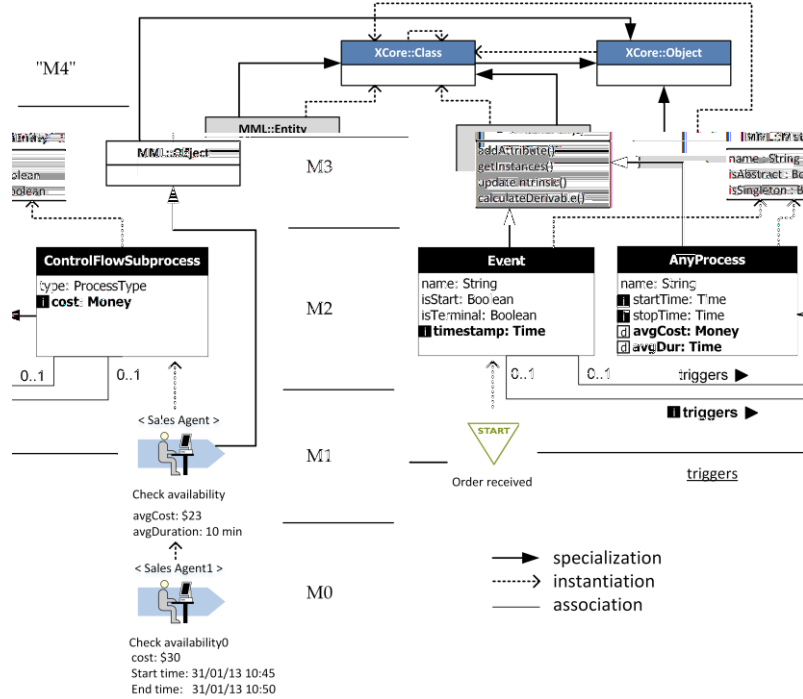 "M4"
XCore::Class
XCore::Object
MML::Entity
MML::Object
M3
addAttribute()
getInstances()
updateIntrinsic()
calculateDerivable()
name : String
isAbstract : Bo
isSingleton : B
olean
oolean
ControlFlowSubprocess
type: ProcessType
i cost: Money
M2
Event
name: String
isStart: Boolean
isTerminal: Boolean
i timestamp: Time
AnyProcess
name: String
i startTime: Time
i stopTime: Time
d avgCost: Money
d avgDur: Time
0..1
0..1
0..1
0..1
triggers ►
i triggers ►
< Sales Agent >
M1
START
Order received
triggers
Check availability
avgCost: $23
avgDuration: 10 min
< Sales Agent1 >
M0
specialization
instantiation
association
Check availability0
cost: $30
Start time: 31/01/13 10:45
End time: 31/01/13 10:50